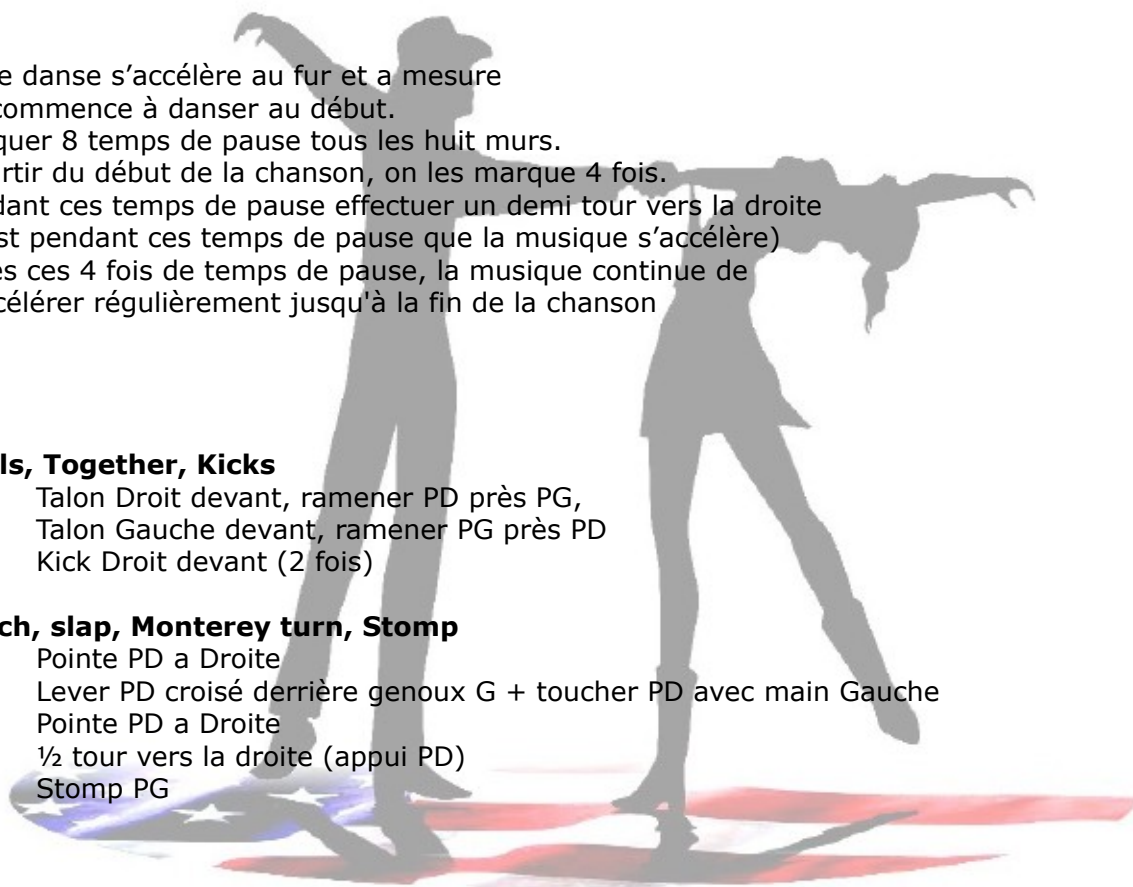 e danse s’accélère au fur et a mesure
commence à danser au début.
quer 8 temps de pause tous les huit murs.
rtir du début de la chanson, on les marque 4 fois.
dant ces temps de pause effectuer un demi tour vers la droite
st pendant ces temps de pause que la musique s’accélère)
es ces 4 fois de temps de pause, la musique continue de
célérer régulièrement jusqu'à la fin de la chanson
ls, Together, Kicks
Talon Droit devant, ramener PD près PG,
Talon Gauche devant, ramener PG près PD
Kick Droit devant (2 fois)
ch, slap, Monterey turn, Stomp
Pointe PD a Droite
Lever PD croisé derrière genoux G + toucher PD avec main Gauche
Pointe PD a Droite
½ tour vers la droite (appui PD)
Stomp PG